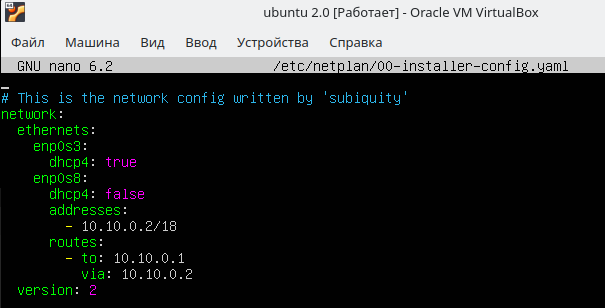 ubuntu 2.0 [Работает] - Oracle VM VirtualBox
Файл Машина Вид Ввод Устройства Справка
GNU nano 6.2 /etc/netplan/00-installer-config.yaml
# This is the network config written by 'subiquity'
network:
  ethernets:
    enp0s3:
      dhcp4: true
    enp0s8:
      dhcp4: false
      addresses:
        - 10.10.0.2/18
      routes:
        - to: 10.10.0.1
          via: 10.10.0.2
  version: 2